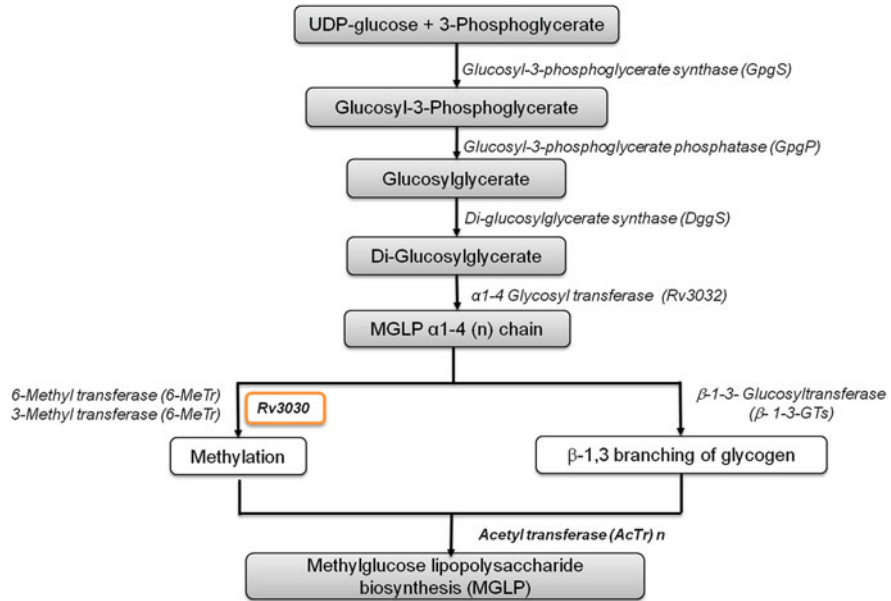 UDP-glucose + 3-Phosphoglycerate
Glucosyl-3-phosphoglycerate synthase (GpgS)
Glucosyl-3-Phosphoglycerate
Glucosyl-3-phosphoglycerate phosphatase (GpgP)
Glucosylglycerate
Di-glucosylglycerate synthase (DggS)
Di-Glucosylglycerate
α1-4 Glycosyl transferase (Rv3032)
MGLP α1-4 (n) chain
6-Methyl transferase (6-MeTr)
3-Methyl transferase (6-MeTr)
Rv3030
β-1-3- Glucosyltransferase
(β- 1-3-GTs)
Methylation
β-1,3 branching of glycogen
Acetyl transferase (AcTr) n
Methylglucose lipopolysaccharide
biosynthesis (MGLP)